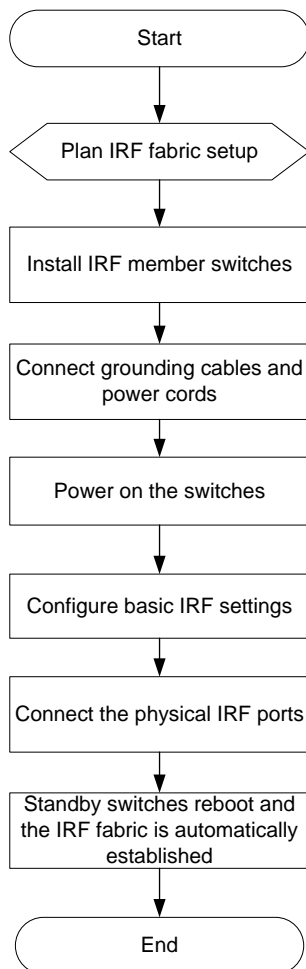 Start
Plan IRF fabric setup
Install IRF member switches
Connect grounding cables and
power cords
Power on the switches
Configure basic IRF settings
Connect the physical IRF ports
Standby switches reboot and
the IRF fabric is automatically
established
End